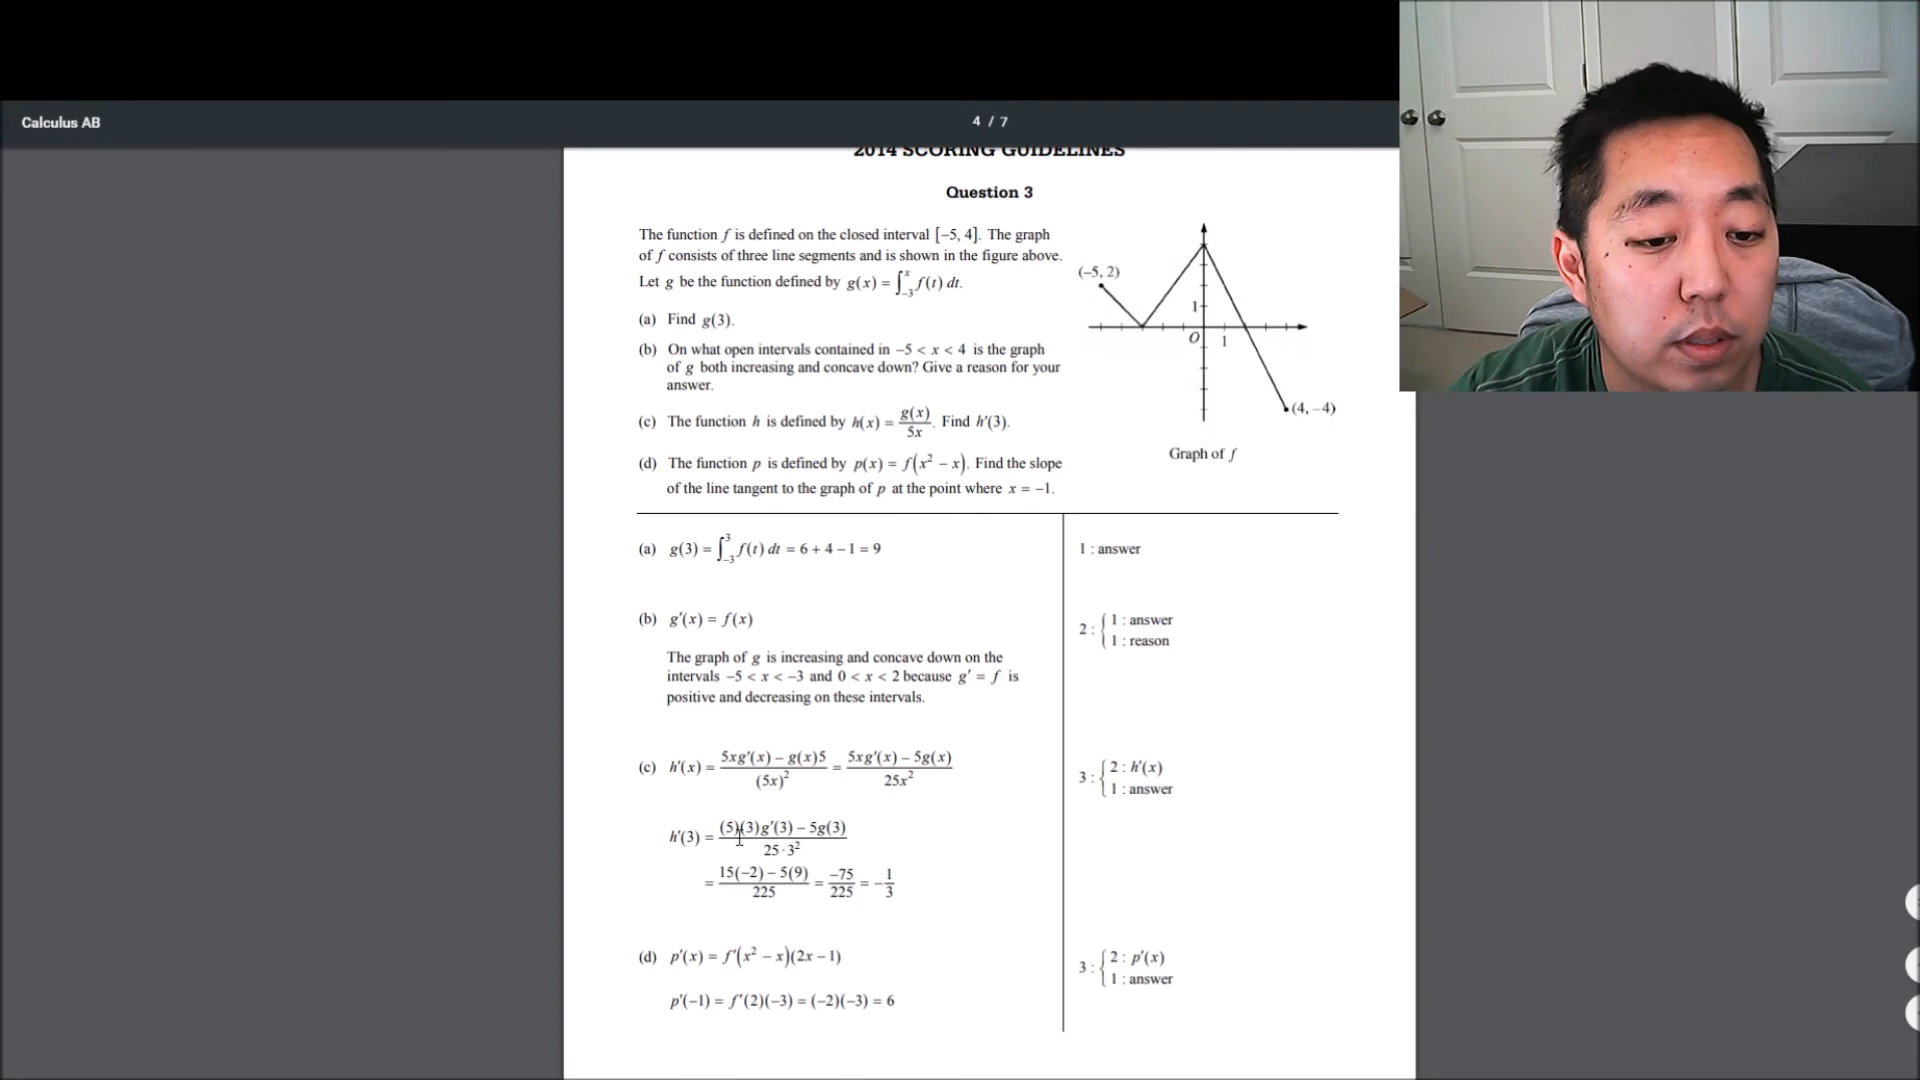 Calculus AB
4 / 7
2014 SCORING GUIDELINES
Question 3
The function f is defined on the closed interval [−5, 4]. The graph
of f consists of three line segments and is shown in the figure above.
Let g be the function defined by g(x) = ∫_{−3}^{x} f(t) dt.
(a) Find g(3).
(b) On what open intervals contained in −5 < x < 4 is the graph
of g both increasing and concave down? Give a reason for your
answer.
(c) The function h is defined by h(x) = g(x)/5x. Find h′(3).
(d) The function p is defined by p(x) = f(x² − x). Find the slope
of the line tangent to the graph of p at the point where x = −1.
(−5, 2)
1
O
1
(4, −4)
Graph of f
(a) g(3) = ∫_{−3}^{3} f(t) dt = 6 + 4 − 1 = 9
1 : answer
(b) g′(x) = f(x)
The graph of g is increasing and concave down on the
intervals −5 < x < −3 and 0 < x < 2 because g′ = f is
positive and decreasing on these intervals.
2 : { 1 : answer
1 : reason
(c) h′(x) = (5xg′(x) − g(x)5)/(5x)² = (5xg′(x) − 5g(x))/25x²
h′(3) = ((5)(3)g′(3) − 5g(3))/(25 · 3²)
= (15(−2) − 5(9))/225 = −75/225 = −1/3
3 : { 2 : h′(x)
1 : answer
(d) p′(x) = f′(x² − x)(2x − 1)
p′(−1) = f′(2)(−3) = (−2)(−3) = 6
3 : { 2 : p′(x)
1 : answer